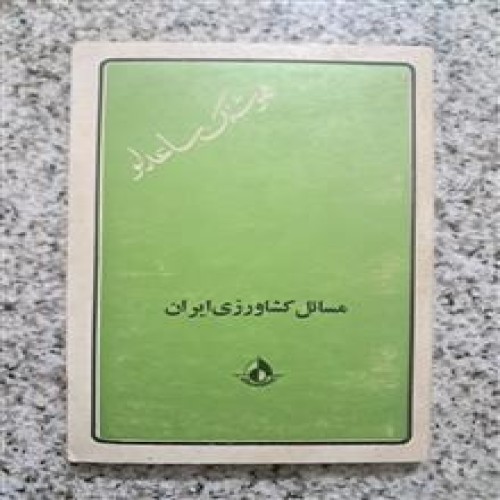 هوشنگ ساعدلو
مسائل کشاورزی ایران